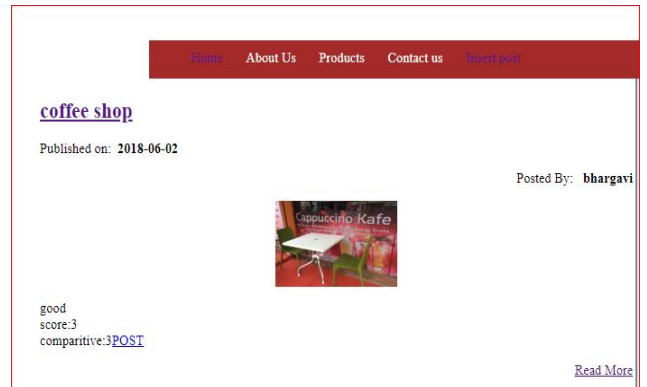 Home About Us Products Contact us Insert post
coffee shop
Published on: 2018-06-02
Posted By: bhargavi
Cappuccino Kafe
good
score:3
comparitive:3POST
Read More